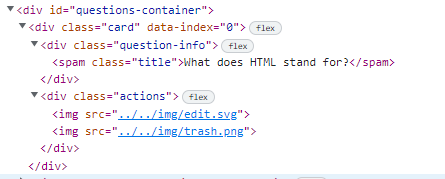 ▼<div id="questions-container">
▼<div class="card" data-index="0"> flex
▼<div class="question-info"> flex
<spam class="title">What does HTML stand for?</spam>
</div>
▼<div class="actions"> flex
<img src="../../img/edit.svg">
<img src="../../img/trash.png">
</div>
</div>